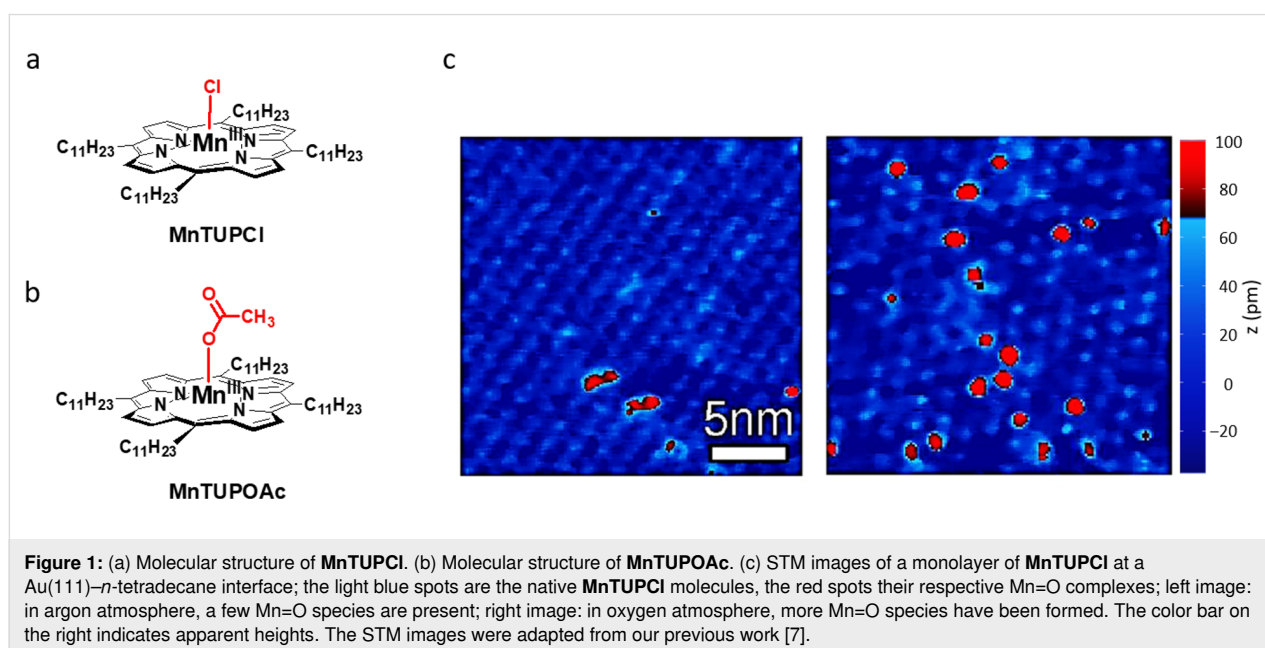 a
Cl
C11H23
Mn III
N
N
N
N
C11H23
C11H23
C11H23
MnTUPCl
b
O
CH3
O
C11H23
Mn III
N
N
N
N
C11H23
C11H23
C11H23
MnTUPOAc
c
5nm
100
80
60
40
20
0
−20
z (pm)
Figure 1: (a) Molecular structure of MnTUPCl. (b) Molecular structure of MnTUPOAc. (c) STM images of a monolayer of MnTUPCl at a
Au(111)–n-tetradecane interface; the light blue spots are the native MnTUPCl molecules, the red spots their respective Mn=O complexes; left image:
in argon atmosphere, a few Mn=O species are present; right image: in oxygen atmosphere, more Mn=O species have been formed. The color bar on
the right indicates apparent heights. The STM images were adapted from our previous work [7].